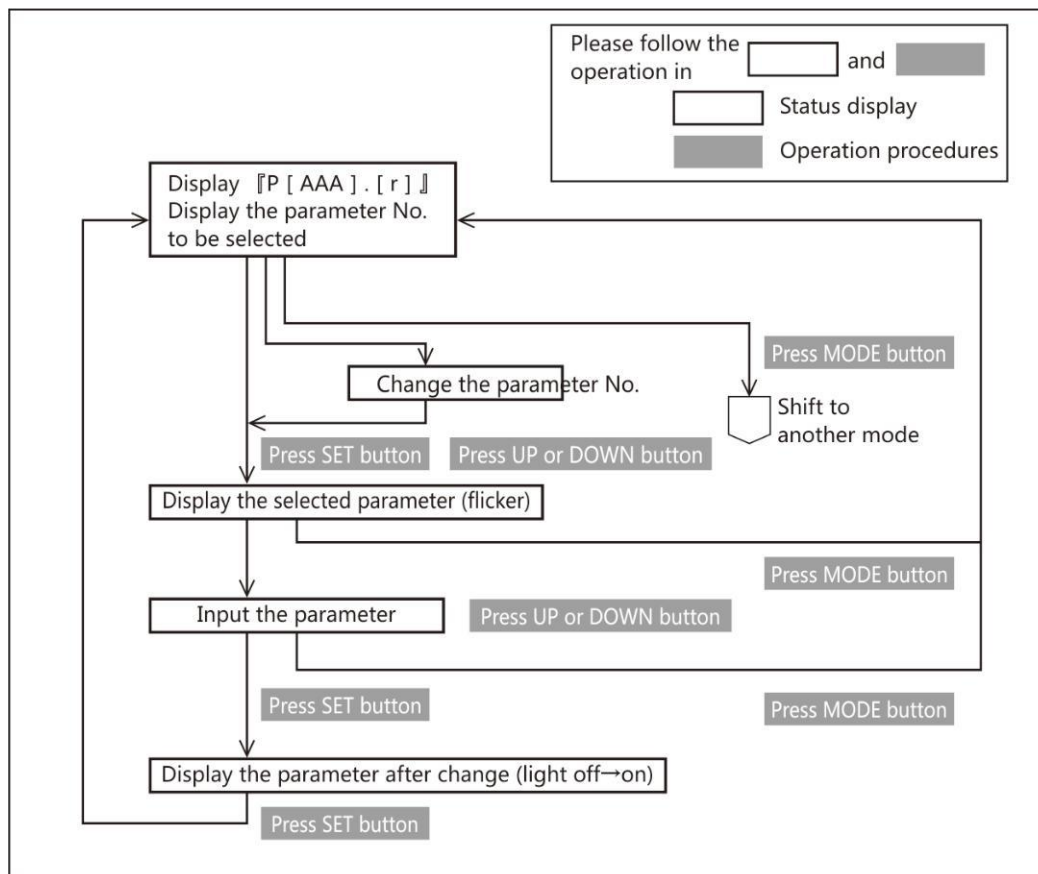 Please follow the
operation in and
Status display
Operation procedures
Display 『P [ AAA ] . [ r ] 』
Display the parameter No.
to be selected
Press MODE button
Change the parameter No.
Shift to
another mode
Press SET button
Press UP or DOWN button
Display the selected parameter (flicker)
Press MODE button
Input the parameter
Press UP or DOWN button
Press SET button
Press MODE button
Display the parameter after change (light off→on)
Press SET button